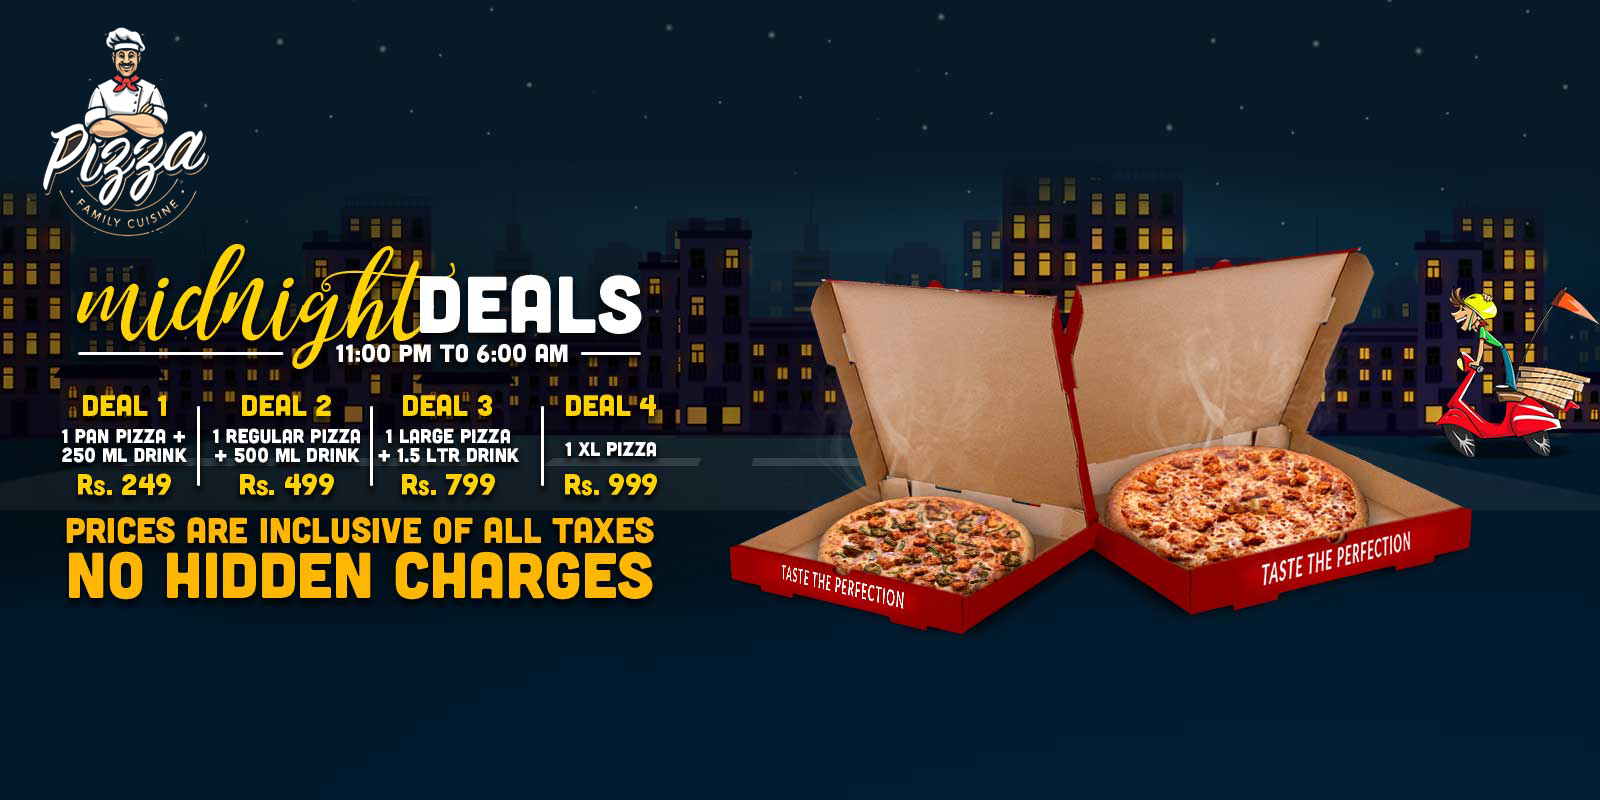 Pizza
FAMILY CUISINE
midnight DEALS
11:00 PM TO 6:00 AM
DEAL 1
1 PAN PIZZA +
250 ML DRINK
Rs. 249
DEAL 2
1 REGULAR PIZZA
+ 500 ML DRINK
Rs. 499
DEAL 3
1 LARGE PIZZA
+ 1.5 LTR DRINK
Rs. 799
DEAL 4
1 XL PIZZA
Rs. 999
PRICES ARE INCLUSIVE OF ALL TAXES
NO HIDDEN CHARGES
TASTE THE PERFECTION
TASTE THE PERFECTION